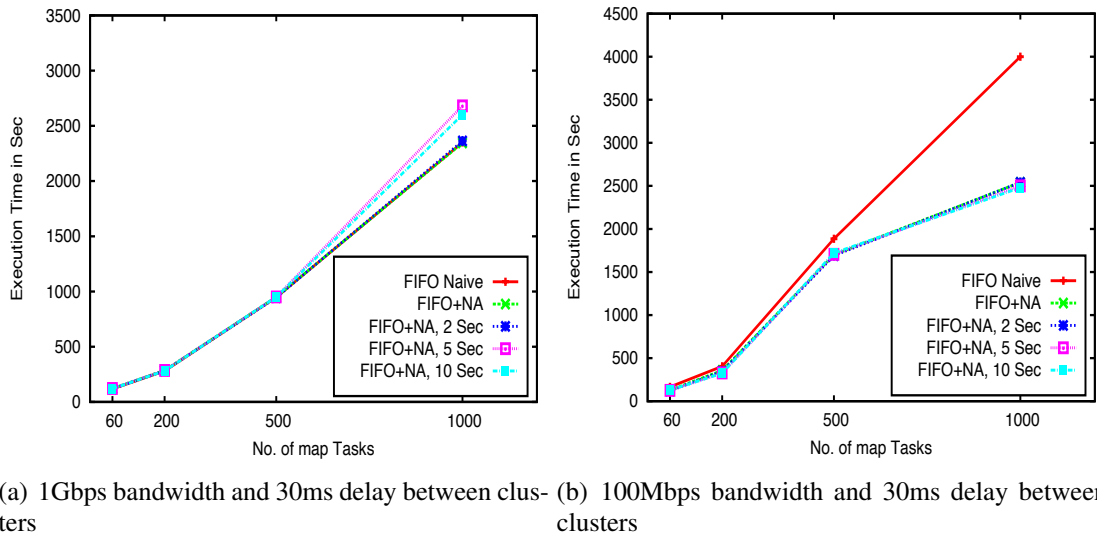 3500
3000
2500
2000
1500
1000
500
0
Execution Time in Sec
60
200
500
1000
No. of map Tasks
FIFO Naive
FIFO+NA
FIFO+NA, 2 Sec
FIFO+NA, 5 Sec
FIFO+NA, 10 Sec
(a) 1Gbps bandwidth and 30ms delay between clus-
ters
4500
4000
3500
3000
2500
2000
1500
1000
500
0
Execution Time in Sec
60
200
500
1000
No. of map Tasks
FIFO Naive
FIFO+NA
FIFO+NA, 2 Sec
FIFO+NA, 5 Sec
FIFO+NA, 10 Sec
(b) 100Mbps bandwidth and 30ms delay between
clusters